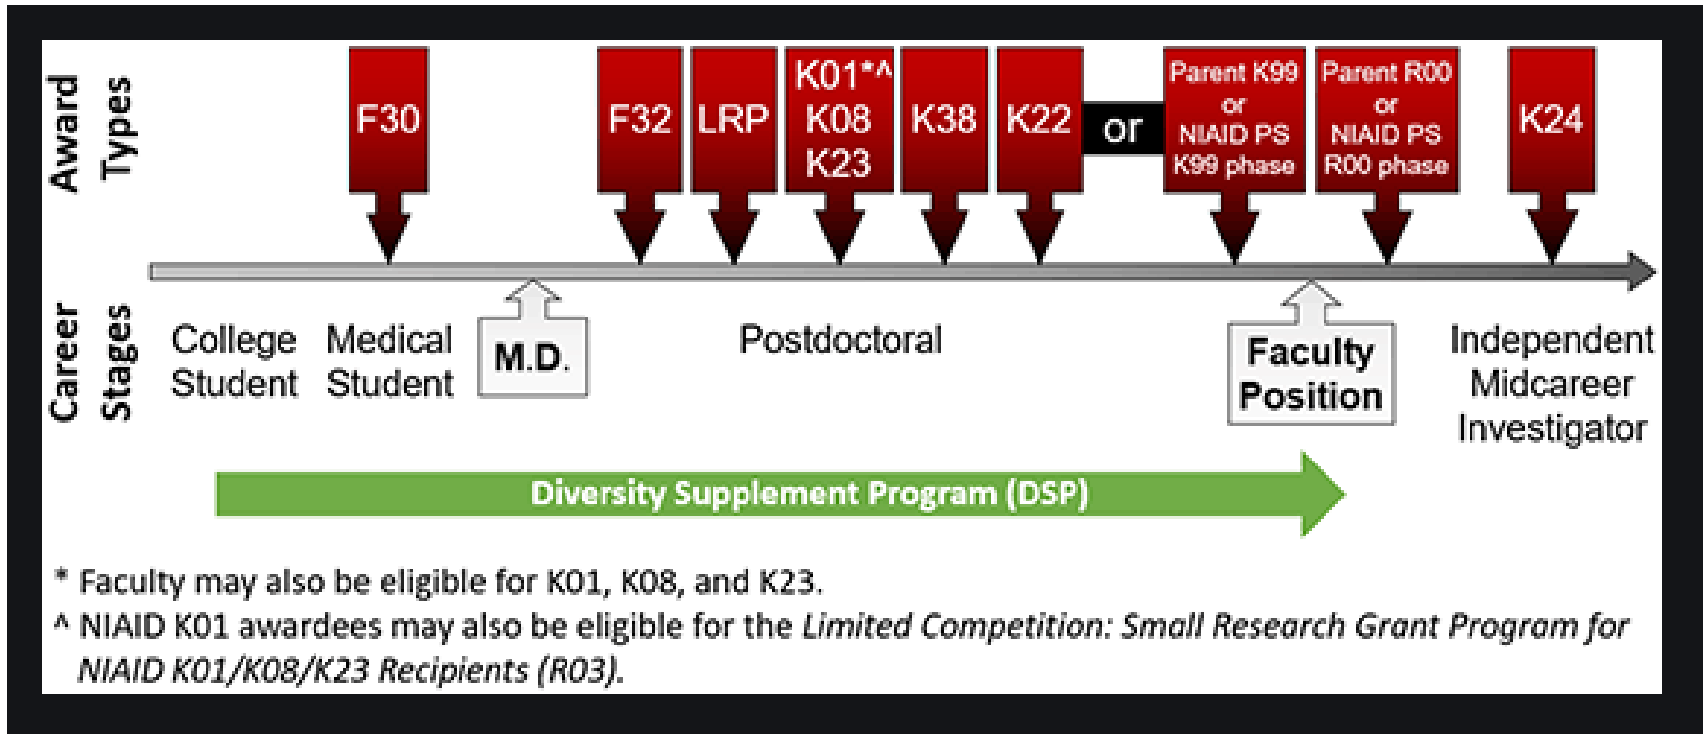 Award
Types
F30
F32
LRP
K01*^
K08
K23
K38
K22
or
Parent K99
or
NIAID PS
K99 phase
Parent R00
or
NIAID PS
R00 phase
K24
Career
Stages
College
Student
Medical
Student
M.D.
Postdoctoral
Faculty
Position
Independent
Midcareer
Investigator
Diversity Supplement Program (DSP)
* Faculty may also be eligible for K01, K08, and K23.
^ NIAID K01 awardees may also be eligible for the Limited Competition: Small Research Grant Program for
NIAID K01/K08/K23 Recipients (R03).